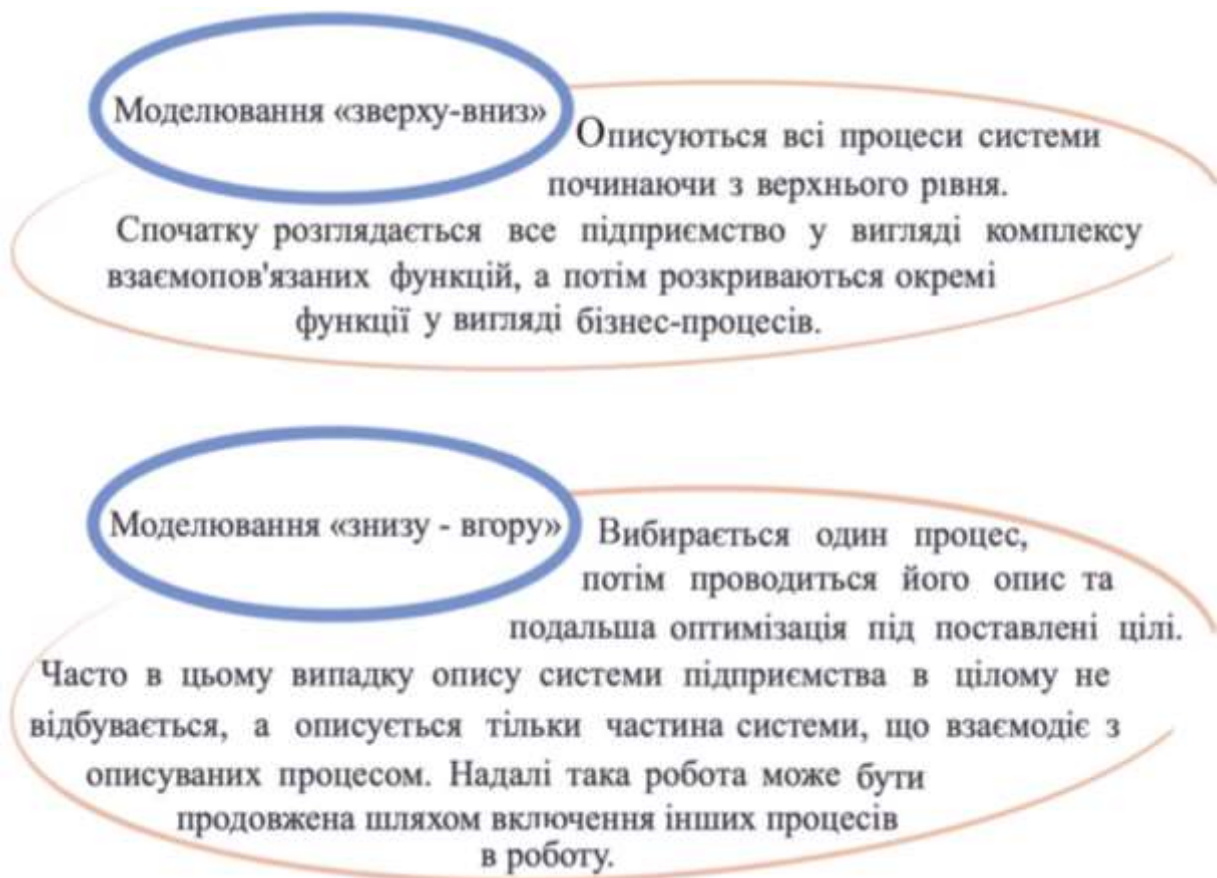 Моделювання «зверху-вниз»
Описуються всі процеси системи
починаючи з верхнього рівня.
Спочатку розглядається все підприємство у вигляді комплексу
взаємопов'язаних функцій, а потім розкриваються окремі
функції у вигляді бізнес-процесів.
Моделювання «знизу - вгору»
Вибирається один процес,
потім проводиться його опис та
подальша оптимізація під поставлені цілі.
Часто в цьому випадку опису системи підприємства в цілому не
відбувається, а описується тільки частина системи, що взаємодіє з
описуваних процесом. Надалі така робота може бути
продовжена шляхом включення інших процесів
в роботу.